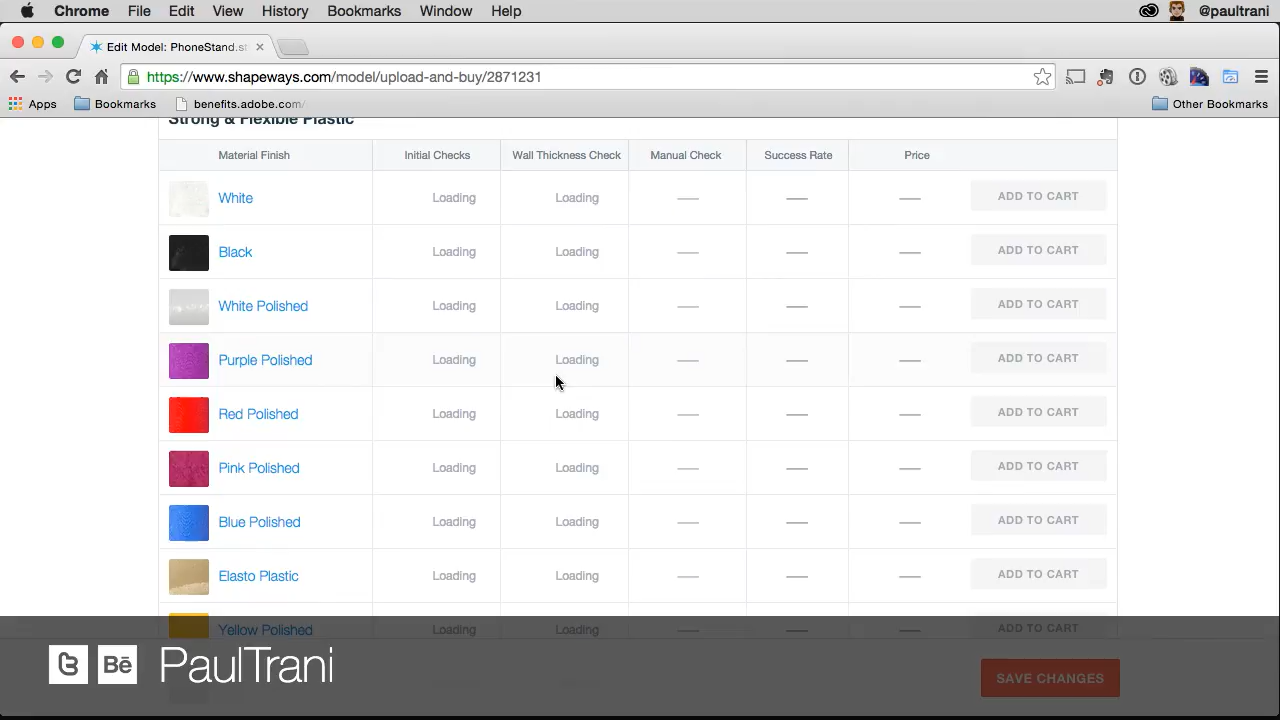 Chrome File Edit View History Bookmarks Window Help @paultrani
Edit Model: PhoneStand.st
https://www.shapeways.com/model/upload-and-buy/2871231
Apps Bookmarks benefits.adobe.com/ Other Bookmarks
Strong & Flexible Plastic
Material Finish Initial Checks Wall Thickness Check Manual Check Success Rate Price
White Loading Loading — — — ADD TO CART
Black Loading Loading — — — ADD TO CART
White Polished Loading Loading — — — ADD TO CART
Purple Polished Loading Loading — — — ADD TO CART
Red Polished Loading Loading — — — ADD TO CART
Pink Polished Loading Loading — — — ADD TO CART
Blue Polished Loading Loading — — — ADD TO CART
Elasto Plastic Loading Loading — — — ADD TO CART
Yellow Polished Loading Loading — — — ADD TO CART
Bē PaulTrani
SAVE CHANGES